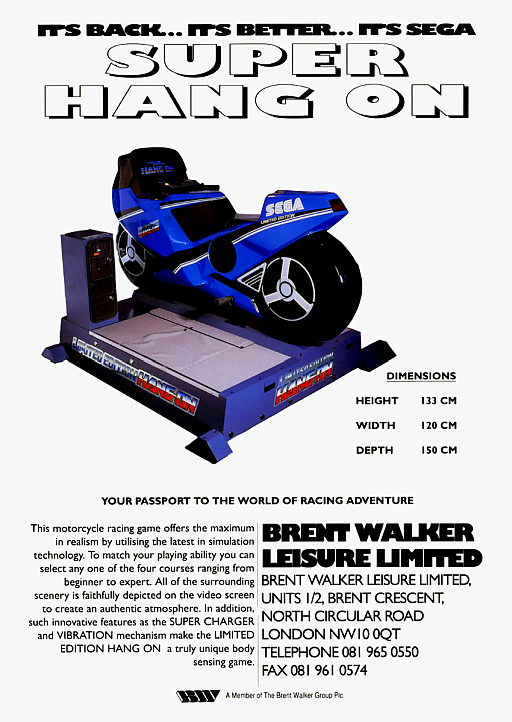 IT'S BACK... IT'S BETTER... IT'S SEGA
SUPER
HANG ON
HANG ON
SEGA
LIMITED EDITION
LIMITED EDITION HANG-ON
LIMITED EDITION
HANG-ON
DIMENSIONS
HEIGHT 133 CM
WIDTH 120 CM
DEPTH 150 CM
YOUR PASSPORT TO THE WORLD OF RACING ADVENTURE
This motorcycle racing game offers the maximum
in realism by utilising the latest in simulation
technology. To match your playing ability you can
select any one of the four courses ranging from
beginner to expert. All of the surrounding
scenery is faithfully depicted on the video screen
to create an authentic atmosphere. In addition,
such innovative features as the SUPER CHARGER
and VIBRATION mechanism make the LIMITED
EDITION HANG ON a truly unique body
sensing game.
BRENT WALKER
LEISURE LIMITED
BRENT WALKER LEISURE LIMITED,
UNITS 1/2, BRENT CRESCENT,
NORTH CIRCULAR ROAD
LONDON NW10 0QT
TELEPHONE 081 965 0550
FAX 081 961 0574
BW A Member of The Brent Walker Group Plc